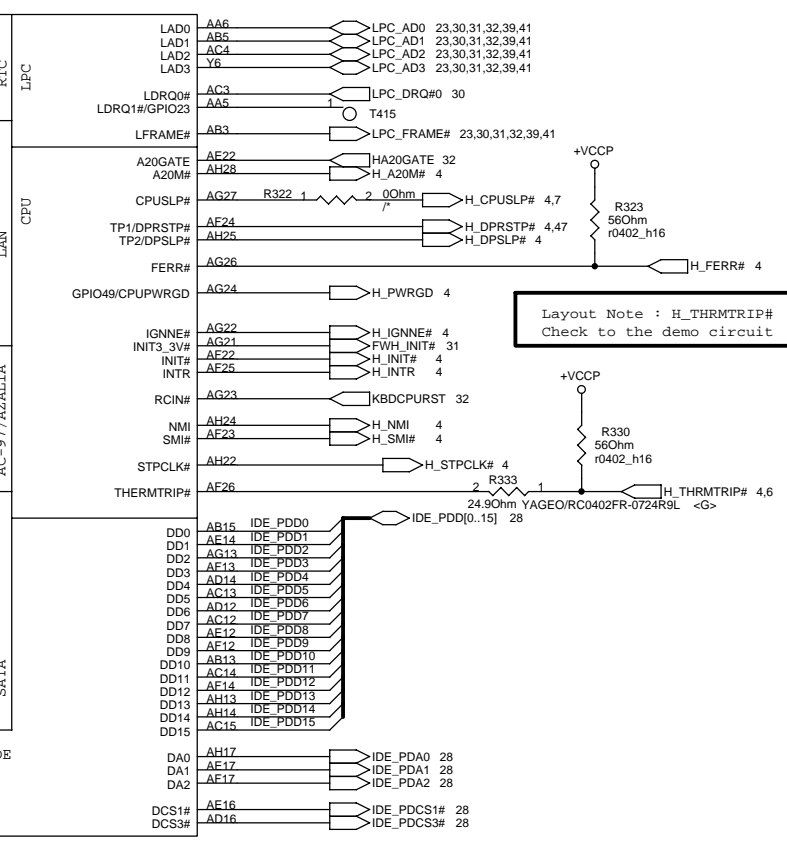 RTC
LPC
LAD0 AA6 LPC_AD0 23,30,31,32,39,41
LAD1 AB5 LPC_AD1 23,30,31,32,39,41
LAD2 AC4 LPC_AD2 23,30,31,32,39,41
LAD3 Y6 LPC_AD3 23,30,31,32,39,41
LDRQ0# AC3 LPC_DRQ#0 30
LDRQ1#/GPIO23 AA5 1 T415
LFRAME# AB3 LPC_FRAME# 23,30,31,32,39,41
LAN
CPU
A20GATE AE22 HA20GATE 32
A20M# AH28 H_A20M# 4
+VCCP
CPUSLP# AG27 R322 1 2 0Ohm H_CPUSLP# 4,7
/*
R323
56Ohm
r0402_h16
TP1/DPRSTP# AF24 H_DPRSTP# 4,47
TP2/DPSLP# AH25 H_DPSLP# 4
FERR# AG26 H_FERR# 4
GPIO49/CPUPWRGD AG24 H_PWRGD 4
Layout Note : H_THRMTRIP#
Check to the demo circuit
IGNNE# AG22 H_IGNNE# 4
INIT3_3V# AG21 FWH_INIT# 31
INIT# AF22 H_INIT# 4
INTR AF25 H_INTR 4
AC-97/AZALIA
RCIN# AG23 KBDCPURST 32
+VCCP
NMI AH24 H_NMI 4
SMI# AF23 H_SMI# 4
R330
56Ohm
r0402_h16
STPCLK# AH22 H_STPCLK# 4
THERMTRIP# AF26 2 R333 1 H_THRMTRIP# 4,6
24.9Ohm YAGEO/RC0402FR-0724R9L <G>
SATA
DD0 AB15 IDE_PDD0 IDE_PDD[0..15] 28
DD1 AE14 IDE_PDD1
DD2 AG13 IDE_PDD2
DD3 AF13 IDE_PDD3
DD4 AD14 IDE_PDD4
DD5 AC13 IDE_PDD5
DD6 AD12 IDE_PDD6
DD7 AC12 IDE_PDD7
DD8 AE12 IDE_PDD8
DD9 AF12 IDE_PDD9
DD10 AB13 IDE_PDD10
DD11 AC14 IDE_PDD11
DD12 AF14 IDE_PDD12
DD13 AH13 IDE_PDD13
DD14 AH14 IDE_PDD14
DD15 AC15 IDE_PDD15
DE
DA0 AH17 IDE_PDA0 28
DA1 AE17 IDE_PDA1 28
DA2 AF17 IDE_PDA2 28
DCS1# AE16 IDE_PDCS1# 28
DCS3# AD16 IDE_PDCS3# 28